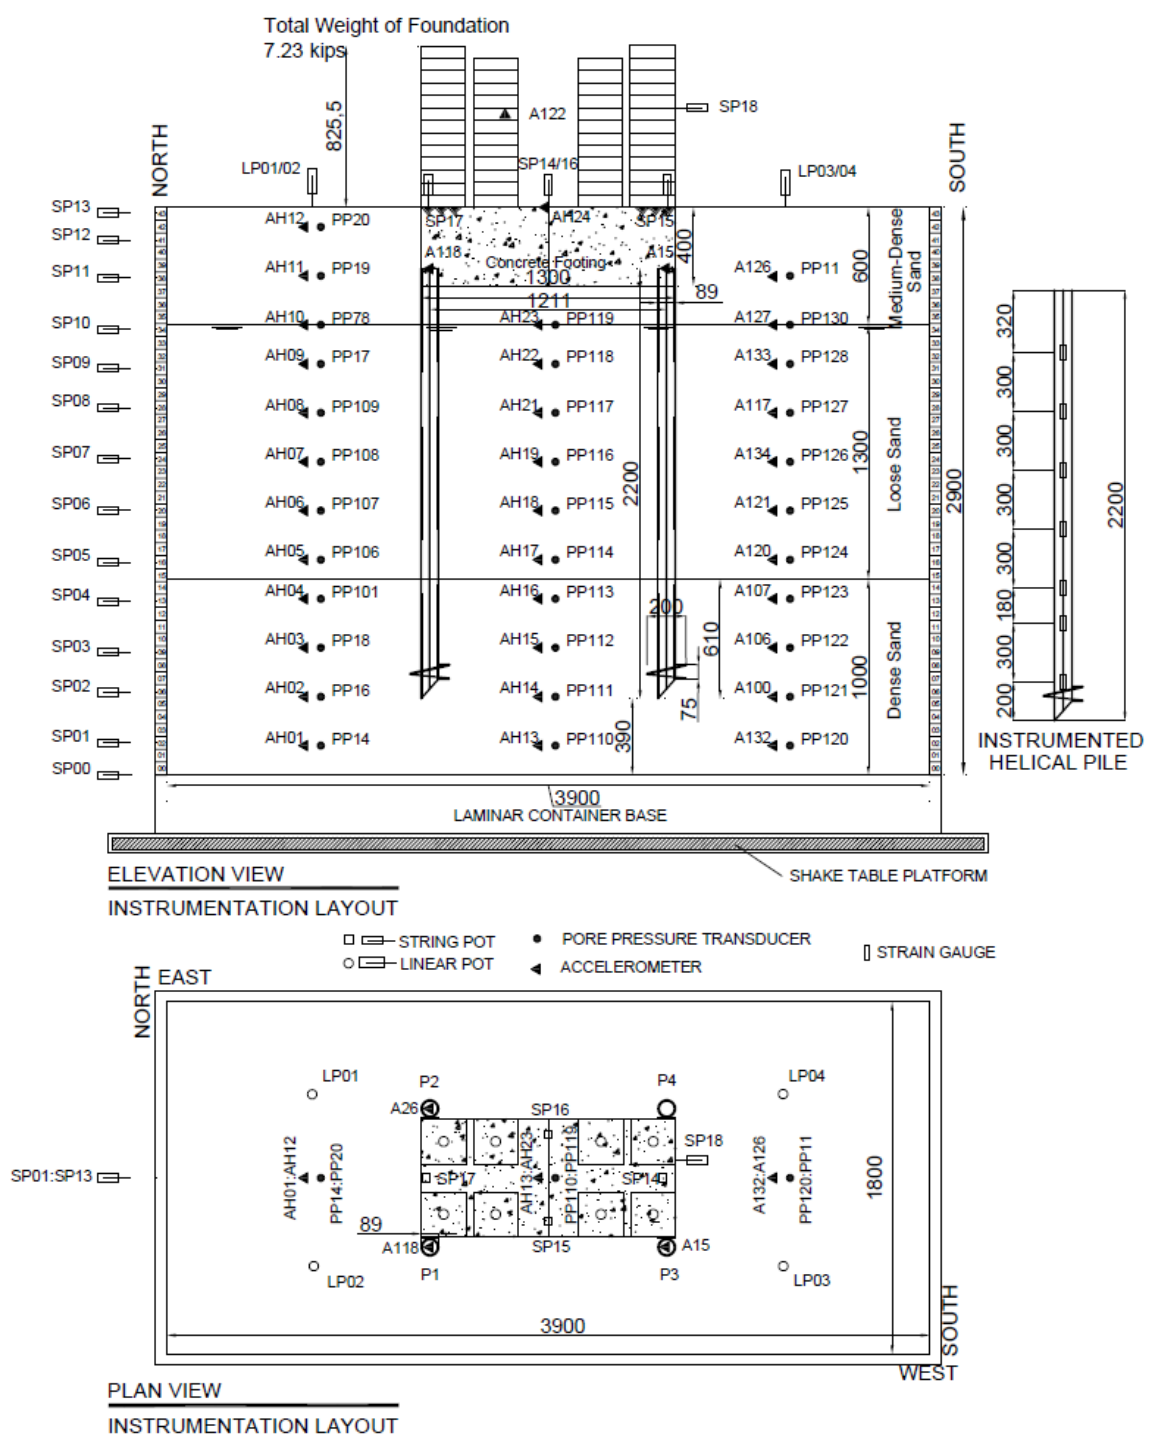 Total Weight of Foundation
7.23 kips
825,5
A122
SP18
NORTH
SOUTH
LP01/02
SP14/16
LP03/04
SP13
AH12 PP20
SP17
AH24
SP15
SP12
A118
A15
400
600
Medium-Dense Sand
SP11
AH11 PP19
Concrete Footing
A126 PP11
1300
89
1211
SP10
AH10 PP78
AH23 PP119
A127 PP130
320
SP09
AH09 PP17
AH22 PP118
A133 PP128
300
SP08
AH08 PP109
AH21 PP117
A117 PP127
300
SP07
AH07 PP108
AH19 PP116
A134 PP126
2200
1300
Loose Sand
2900
300
2200
SP06
AH06 PP107
AH18 PP115
A121 PP125
300
SP05
AH05 PP106
AH17 PP114
A120 PP124
300
SP04
AH04 PP101
AH16 PP113
A107 PP123
200
180
SP03
AH03 PP18
AH15 PP112
610
A106 PP122
1000
Dense Sand
300
SP02
AH02 PP16
AH14 PP111
75
A100 PP121
200
SP01
AH01 PP14
AH13 PP110
390
A132 PP120
INSTRUMENTED
HELICAL PILE
SP00
3900
LAMINAR CONTAINER BASE
ELEVATION VIEW
SHAKE TABLE PLATFORM
INSTRUMENTATION LAYOUT
STRING POT
PORE PRESSURE TRANSDUCER
STRAIN GAUGE
LINEAR POT
ACCELEROMETER
NORTH
EAST
LP01
P2
P4
LP04
A26
SP16
SP18
SP01:SP13
AH01:AH12
PP14:PP20
SP17
AH13:AH23
PP110:PP119
SP14
A132:A126
PP120:PP11
1800
89
A118
SP15
A15
LP02
P1
P3
LP03
3900
SOUTH
WEST
PLAN VIEW
INSTRUMENTATION LAYOUT